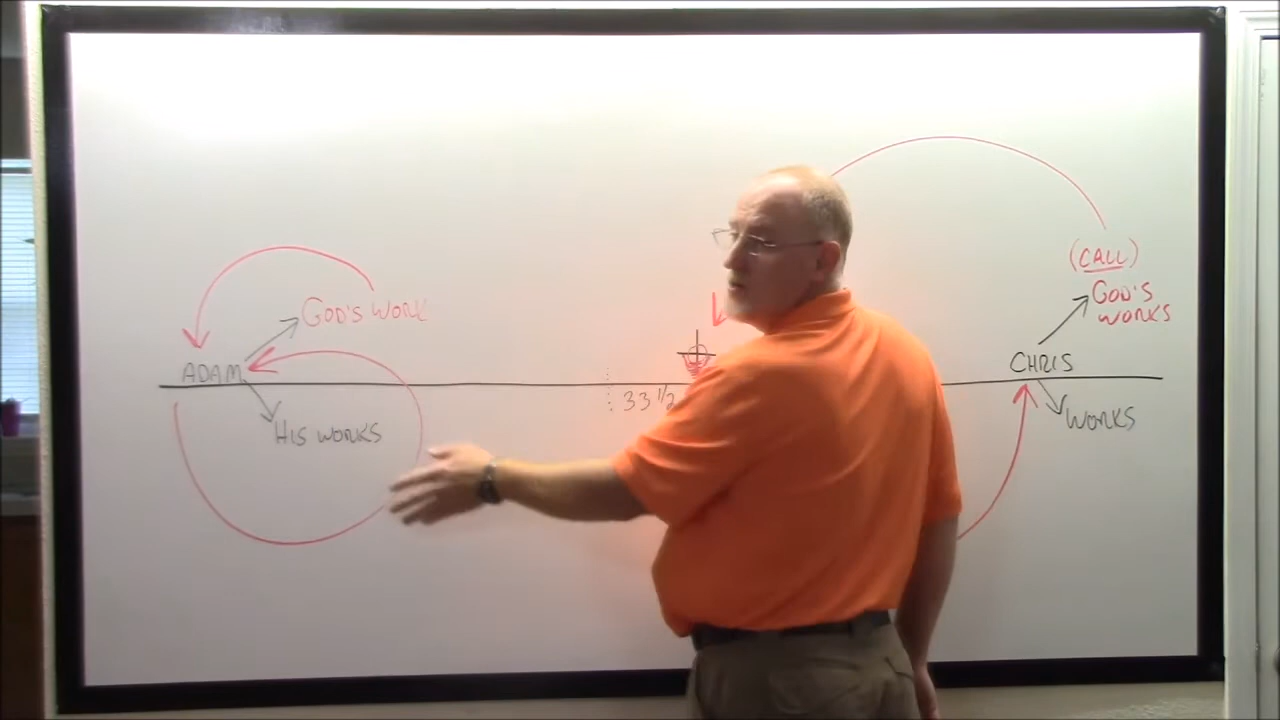 GOD'S WORK
ADAM
HIS WORKS
33 1/2
(CALL)
GOD'S
WORKS
CHRIS
WORKS